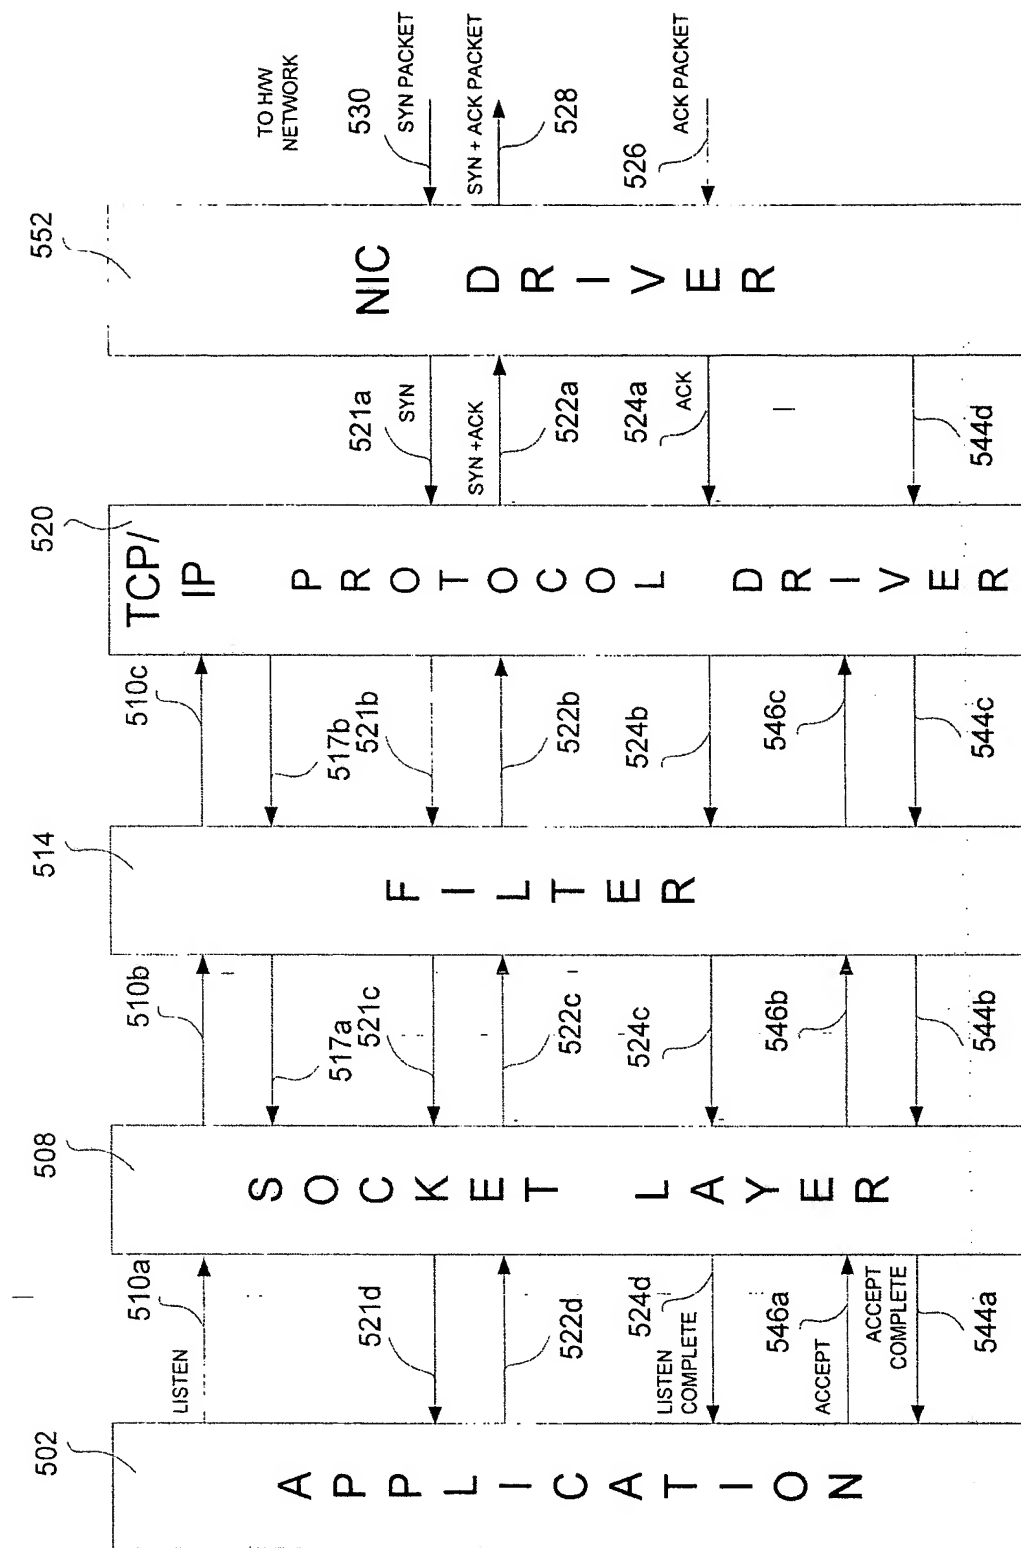 TO H/W
NETWORK
552
530
SYN PACKET
SYN + ACK PACKET
528
526
ACK PACKET
NIC
DRIVER
521a
SYN
SYN +ACK
522a
524a
ACK
544d
520
TCP/
IP
PROTOCOL
DRIVER
510c
517b
521b
522b
524b
546c
544c
514
FILTER
510b
517a
521c
522c
524c
546b
544b
508
SOCKET
LAYER
510a
LISTEN
521d
522d
524d
LISTEN
COMPLETE
546a
ACCEPT
ACCEPT
COMPLETE
544a
502
APPLICATION